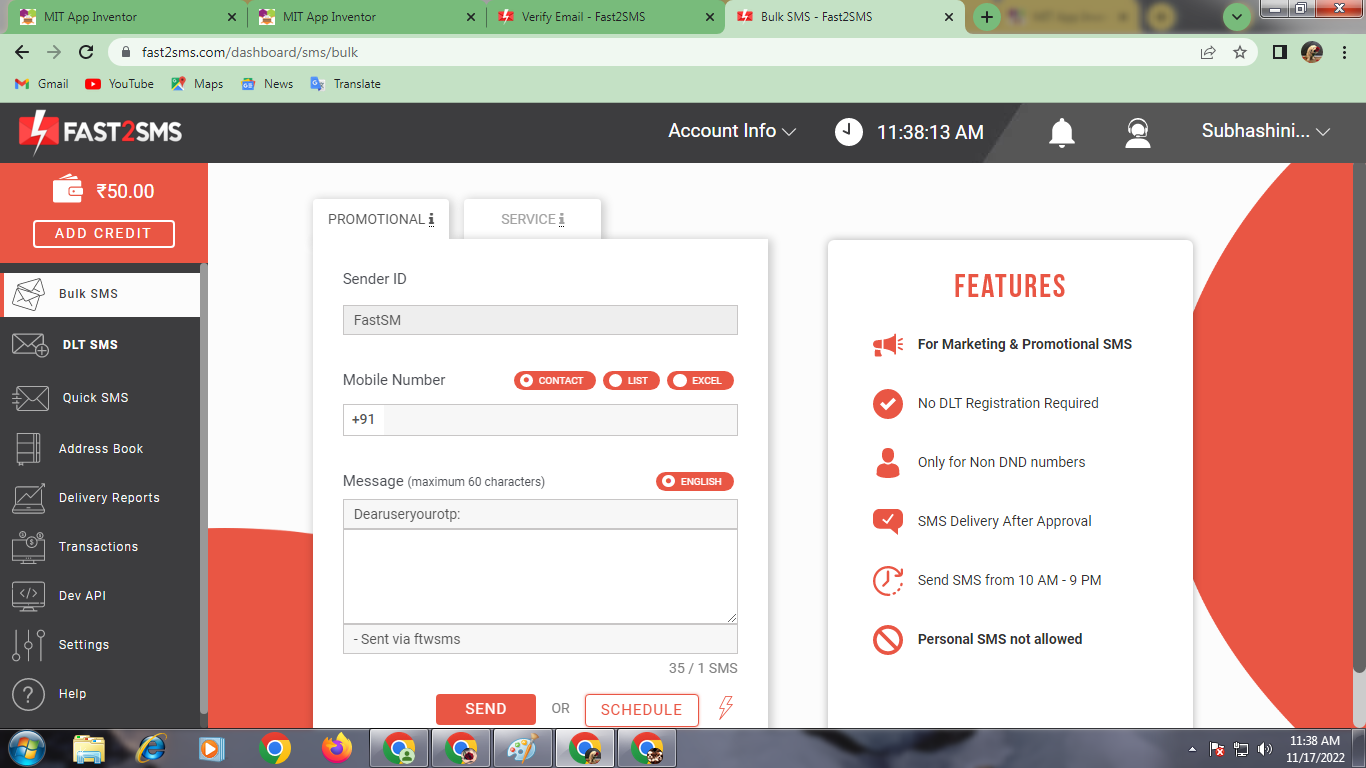 MIT App Inventor
MIT App Inventor
Verify Email - Fast2SMS
Bulk SMS - Fast2SMS
fast2sms.com/dashboard/sms/bulk
Gmail
YouTube
Maps
News
Translate
FAST2SMS
Account Info
11:38:13 AM
Subhashini...
₹50.00
ADD CREDIT
Bulk SMS
DLT SMS
Quick SMS
Address Book
Delivery Reports
Transactions
Dev API
Settings
Help
PROMOTIONAL
SERVICE
Sender ID
FastSM
Mobile Number
CONTACT
LIST
EXCEL
+91
Message (maximum 60 characters)
ENGLISH
Dearuseryourotp:
- Sent via ftwsms
35 / 1 SMS
SEND
OR
SCHEDULE
FEATURES
For Marketing & Promotional SMS
No DLT Registration Required
Only for Non DND numbers
SMS Delivery After Approval
Send SMS from 10 AM - 9 PM
Personal SMS not allowed
11:38 AM
11/17/2022